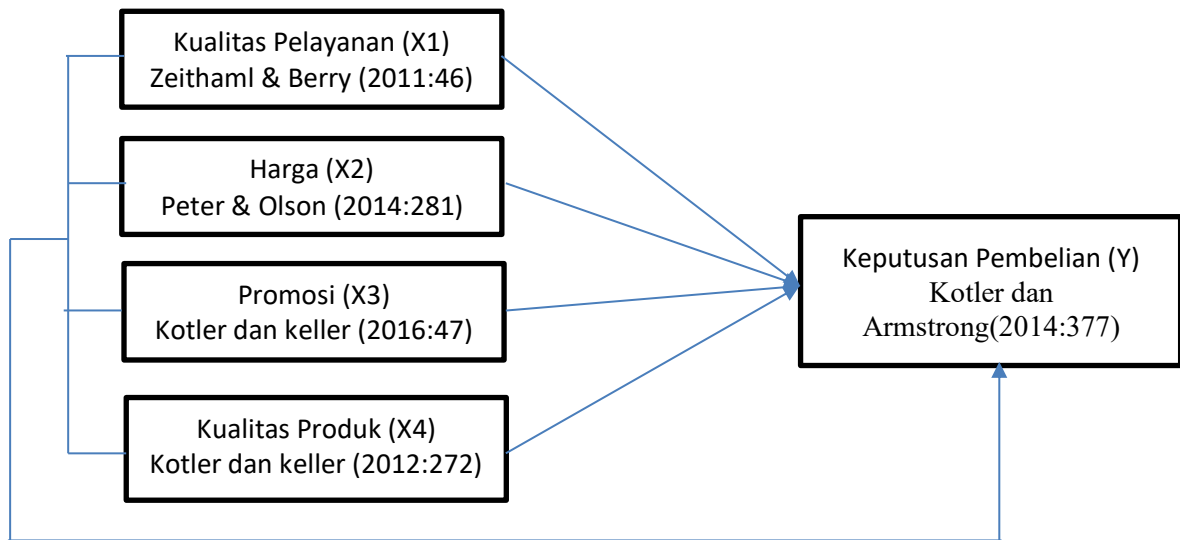 Kualitas Pelayanan (X1)
Zeithaml & Berry (2011:46)
Harga (X2)
Peter & Olson (2014:281)
Promosi (X3)
Kotler dan keller (2016:47)
Kualitas Produk (X4)
Kotler dan keller (2012:272)
Keputusan Pembelian (Y)
Kotler dan
Armstrong(2014:377)